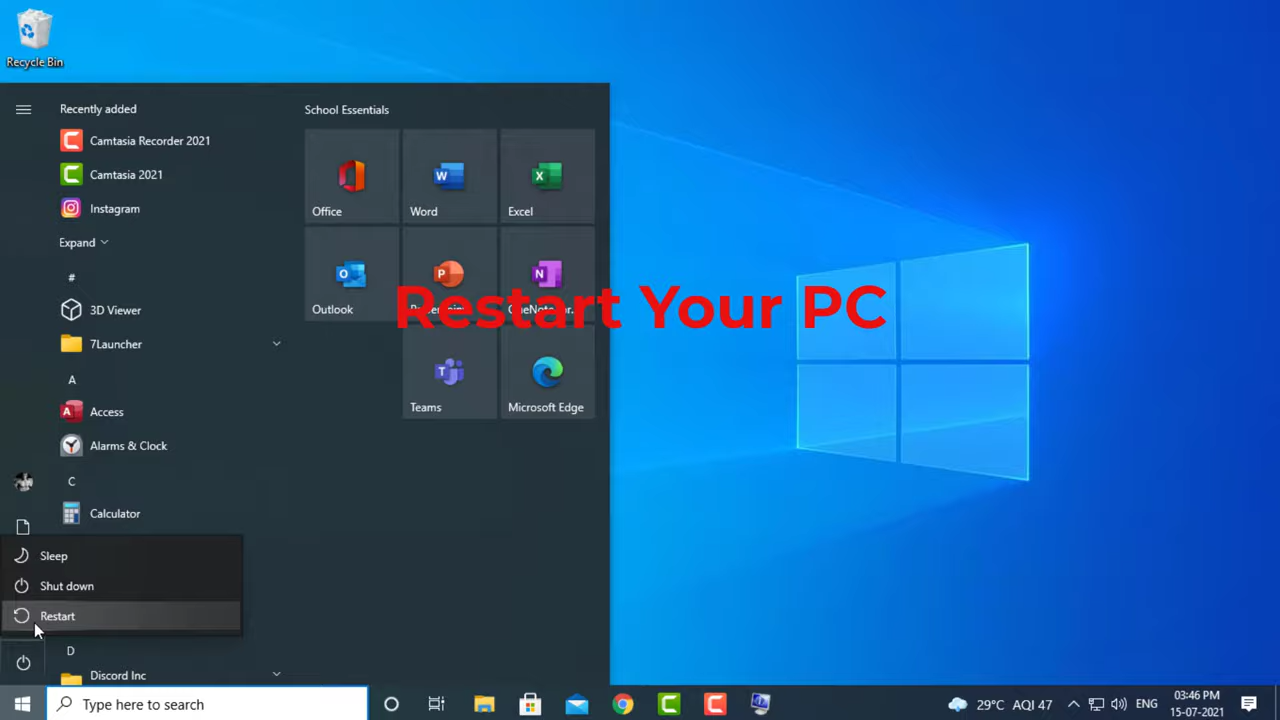 Recycle Bin
Recently added
Camtasia Recorder 2021
Camtasia 2021
Instagram
Expand
#
3D Viewer
7Launcher
A
Access
Alarms & Clock
C
Calculator
Sleep
Shut down
Restart
D
Discord Inc
School Essentials
Office Word Excel
Outlook
Restart Your PC
Teams Microsoft Edge
Type here to search
29°C AQI 47
ENG
03:46 PM
15-07-2021